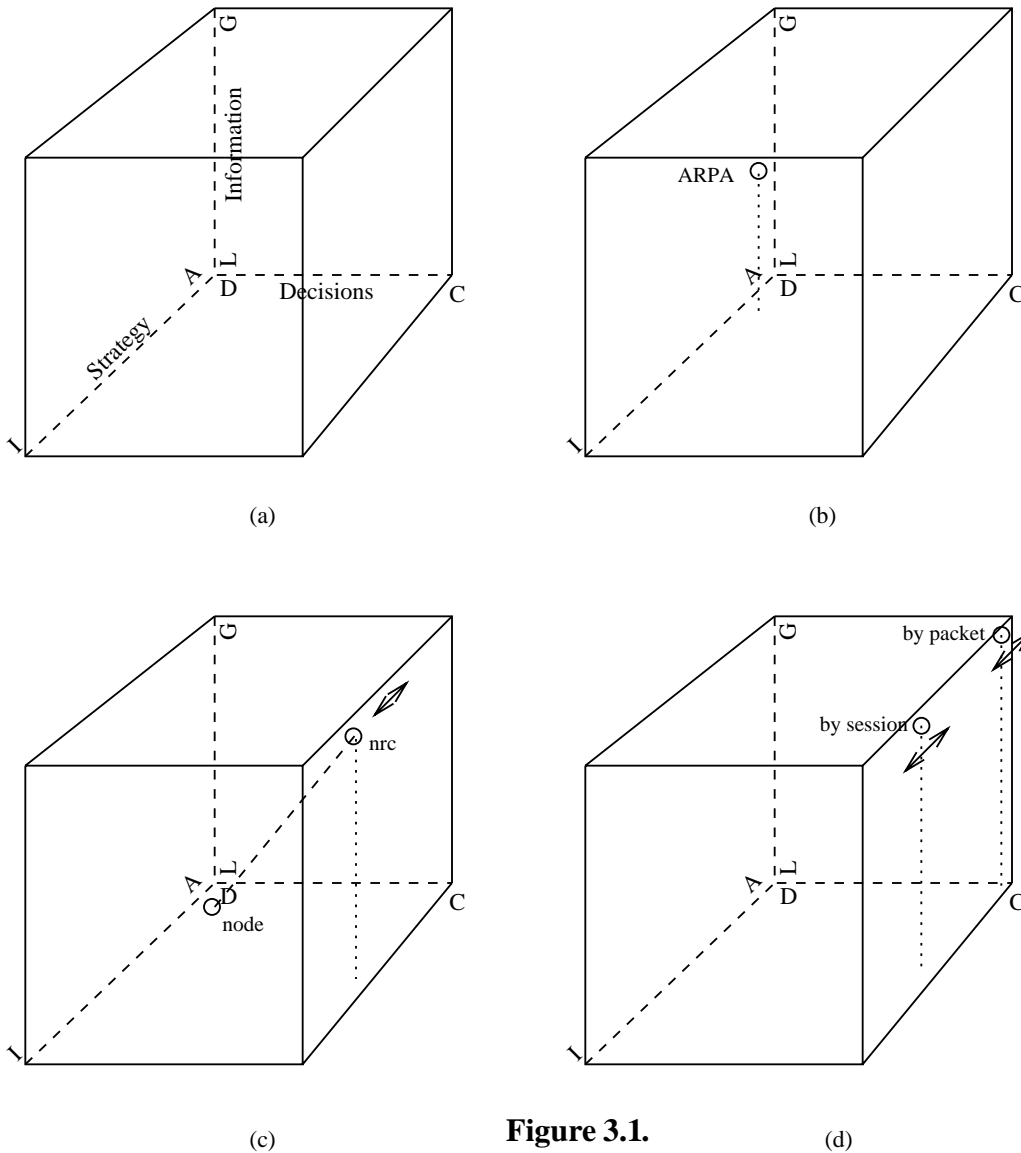 G
Information
L
A
D
Decisions
C
Strategy
I
(a)
G
ARPA
L
A
D
C
I
(b)
G
nrc
L
A
D
node
C
I
(c)
G
by packet
by session
L
A
D
C
I
(d)
Figure 3.1.